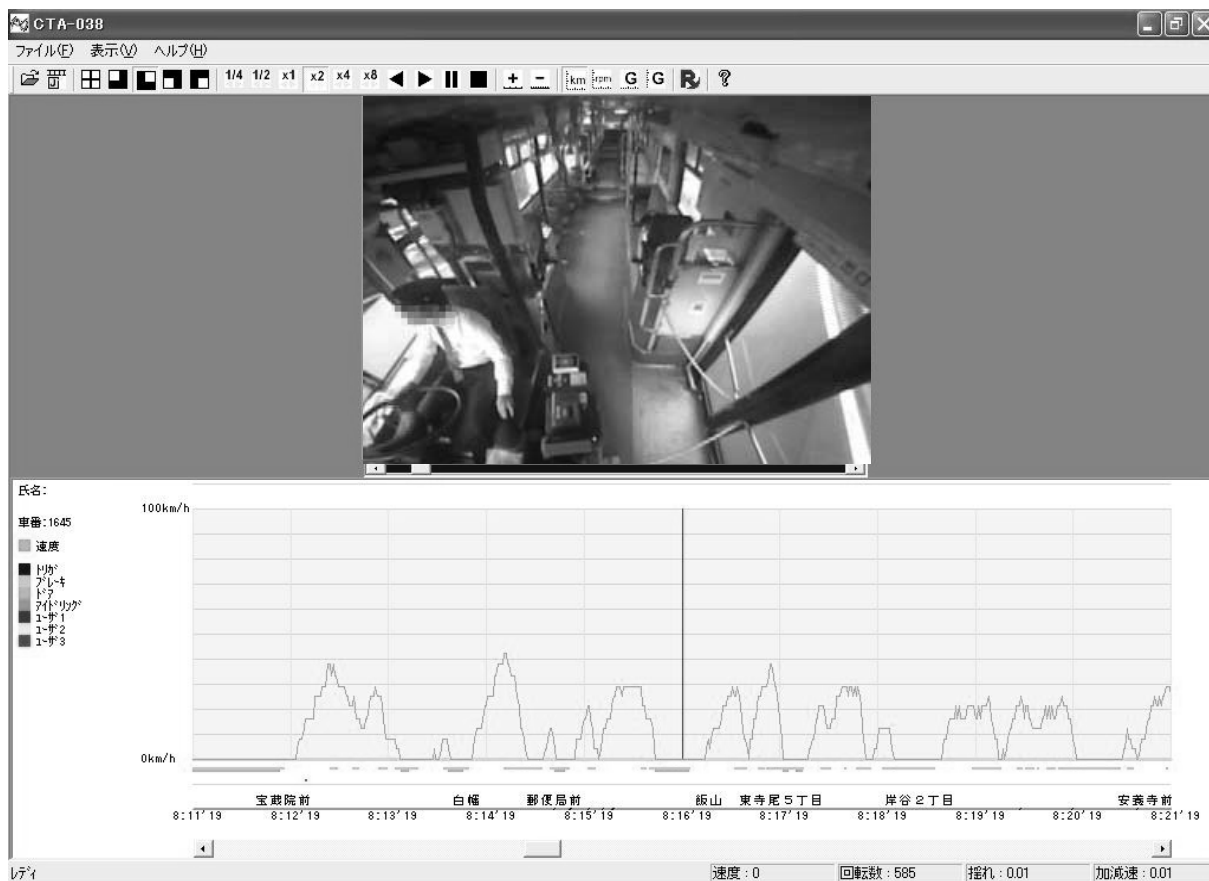 CTA-038
ファイル(F) 表示(V) ヘルプ(H)
1/4 1/2 x1 x2 x4 x8 km rpm G G R ?
氏名:
100km/h
車番:1645
速度
トリガ
ブレーキ
ドア
アイドリング
ユーザ1
ユーザ2
ユーザ3
0km/h
宝蔵院前 白幡 郵便局前 飯山 東寺尾5丁目 岸谷2丁目 安養寺前
8:11'19 8:12'19 8:13'19 8:14'19 8:15'19 8:16'19 8:17'19 8:18'19 8:19'19 8:20'19 8:21'19
レディ 速度:0 回転数:585 揺れ:0.01 加減速:0.01